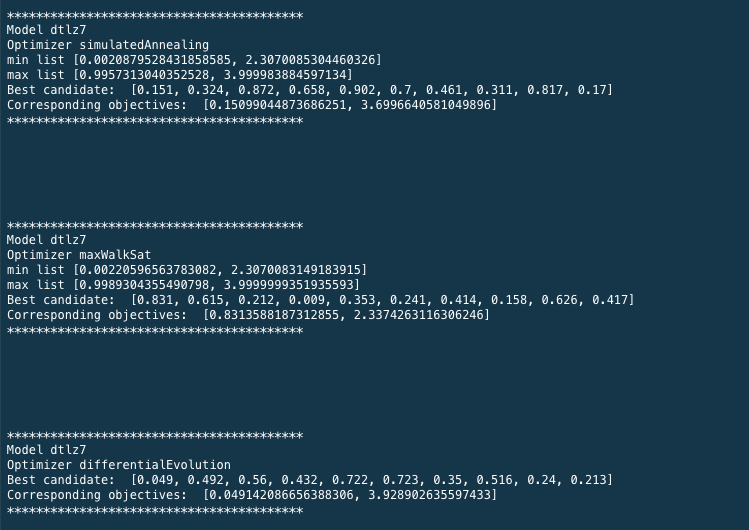 *****************************************
Model dtlz7
Optimizer simulatedAnnealing
min list [0.0020879528431858585, 2.3070085304460326]
max list [0.9957313040352528, 3.999983884597134]
Best candidate:  [0.151, 0.324, 0.872, 0.658, 0.902, 0.7, 0.461, 0.311, 0.817, 0.17]
Corresponding objectives:  [0.15099044873686251, 3.6996640581049896]
*****************************************
*****************************************
Model dtlz7
Optimizer maxWalkSat
min list [0.00220596563783082, 2.3070083149183915]
max list [0.9989304355490798, 3.9999999351935593]
Best candidate:  [0.831, 0.615, 0.212, 0.009, 0.353, 0.241, 0.414, 0.158, 0.626, 0.417]
Corresponding objectives:  [0.8313588187312855, 2.3374263116306246]
*****************************************
*****************************************
Model dtlz7
Optimizer differentialEvolution
Best candidate:  [0.049, 0.492, 0.56, 0.432, 0.722, 0.723, 0.35, 0.516, 0.24, 0.213]
Corresponding objectives:  [0.049142086656388306, 3.928902635597433]
*****************************************